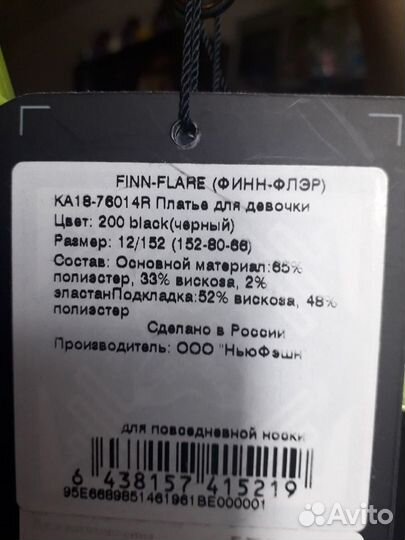 FINN-FLARE (ФИНН-ФЛЭР)
KA18-76014R Платье для девочки
Цвет: 200 black(черный)
Размер: 12/152 (152-80-66)
Состав: Основной материал:65%
полиэстер, 33% вискоза, 2%
эластанПодкладка:52% вискоза, 48%
полиэстер
Сделано в России
Производитель: ООО "НьюФэшн
для повседневной носки
6 438157 415219
95E6689851461961BE000001
Avito